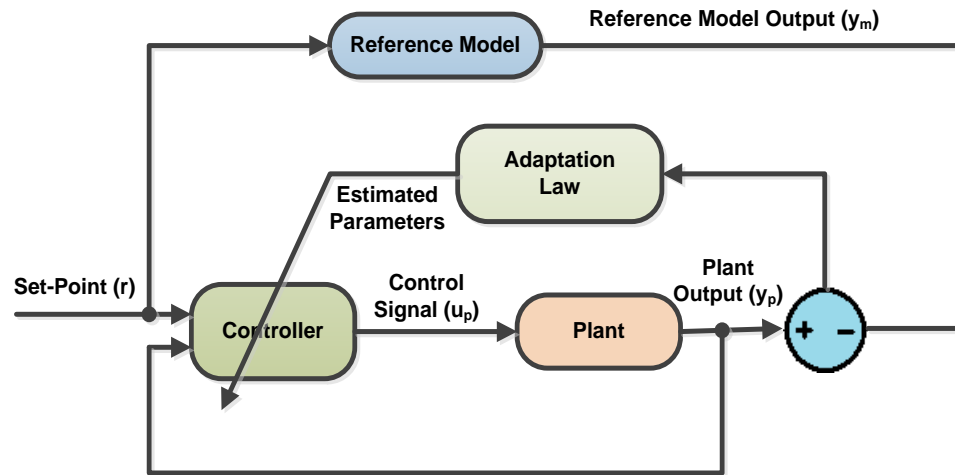 Reference Model Output (yₘ)
Reference Model
Adaptation
Law
Estimated
Parameters
Set-Point (r)
Control
Signal (uₚ)
Plant
Output (yₚ)
Controller
Plant
+ -